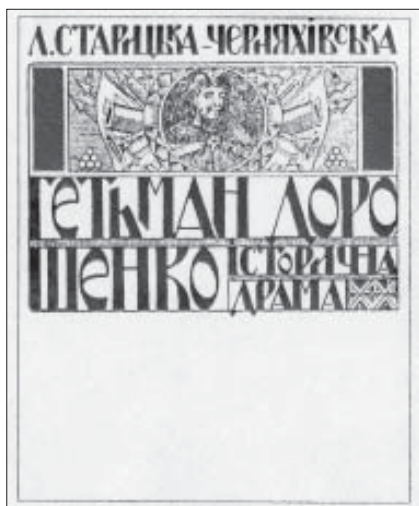 Л. СТАРИЦЬКА-ЧЕРНЯХІВСЬКА
ГЕТЬМАН ДОРО
ШЕНКО ІСТОРИЧНА
ДРАМА